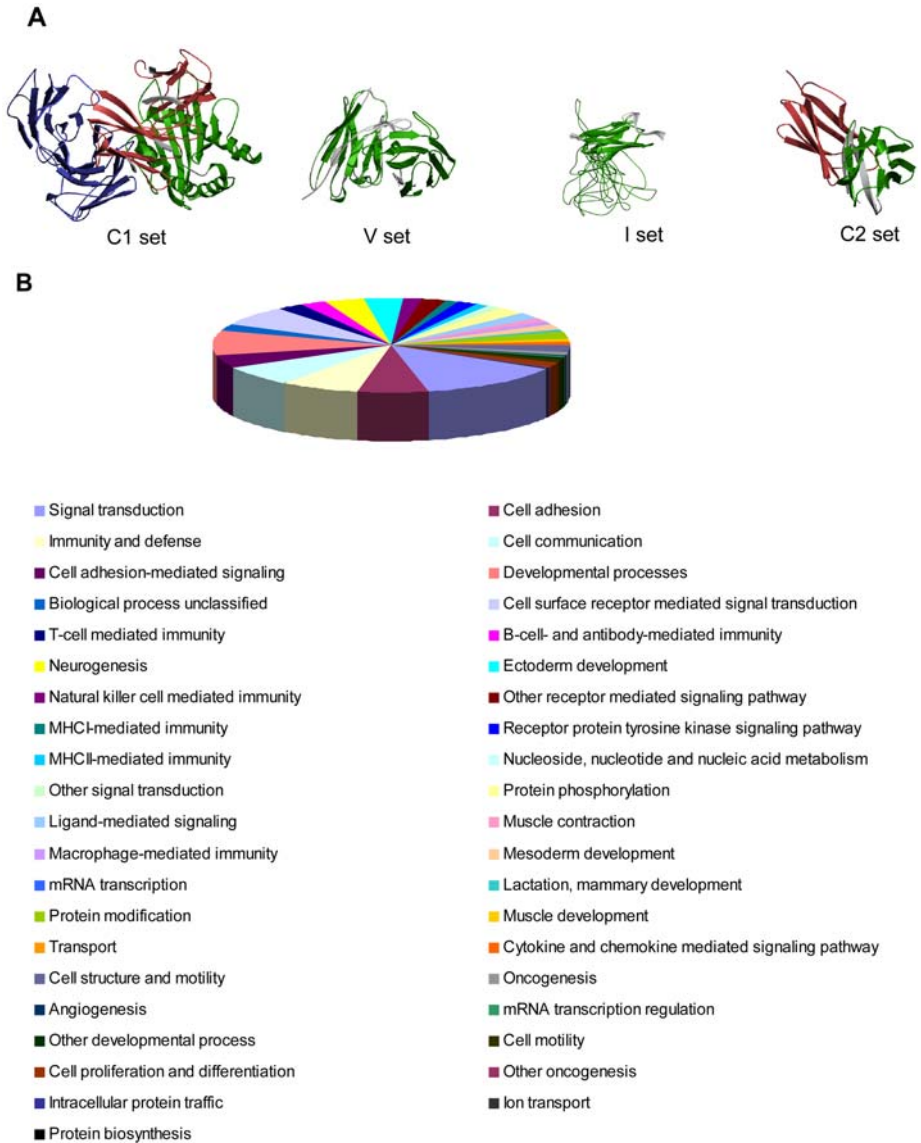 A
C1 set V set I set C2 set
B
Signal transduction Cell adhesion
Immunity and defense Cell communication
Cell adhesion-mediated signaling Developmental processes
Biological process unclassified Cell surface receptor mediated signal transduction
T-cell mediated immunity B-cell- and antibody-mediated immunity
Neurogenesis Ectoderm development
Natural killer cell mediated immunity Other receptor mediated signaling pathway
MHCI-mediated immunity Receptor protein tyrosine kinase signaling pathway
MHCII-mediated immunity Nucleoside, nucleotide and nucleic acid metabolism
Other signal transduction Protein phosphorylation
Ligand-mediated signaling Muscle contraction
Macrophage-mediated immunity Mesoderm development
mRNA transcription Lactation, mammary development
Protein modification Muscle development
Transport Cytokine and chemokine mediated signaling pathway
Cell structure and motility Oncogenesis
Angiogenesis mRNA transcription regulation
Other developmental process Cell motility
Cell proliferation and differentiation Other oncogenesis
Intracellular protein traffic Ion transport
Protein biosynthesis